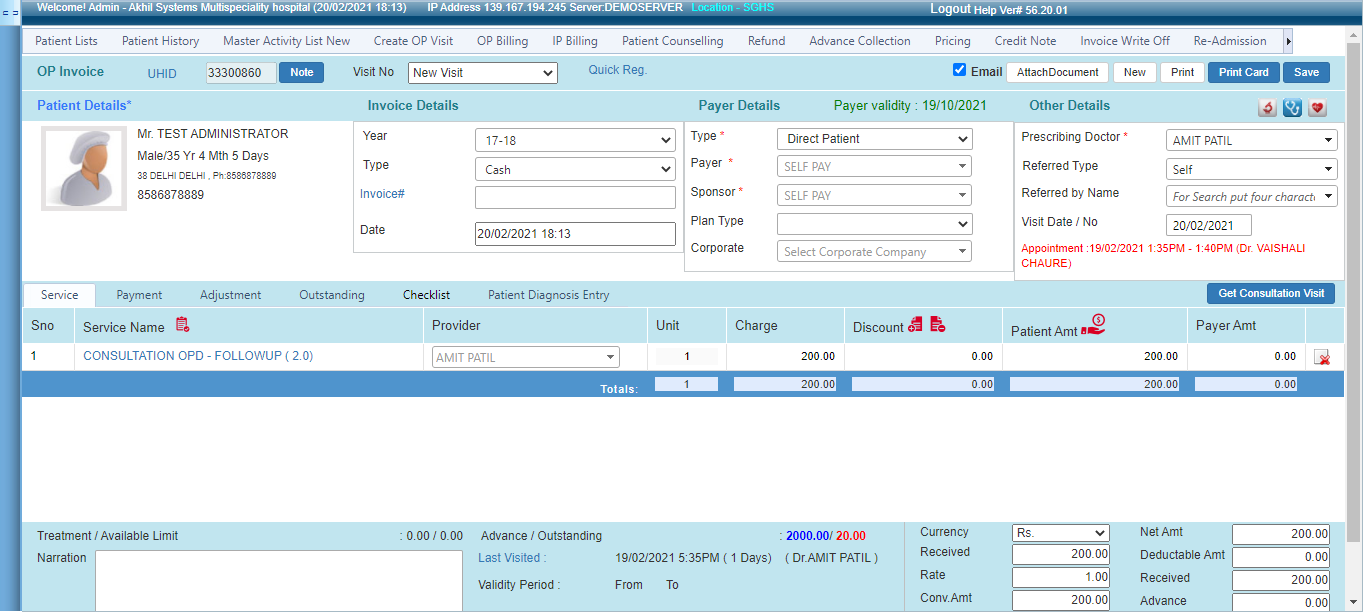 Welcome! Admin - Akhil Systems Multispeciality hospital (20/02/2021 18:13) IP Address 139.167.194.245 Server:DEMOSERVER Location - SGHS Logout Help Ver# 56.20.01
Patient Lists Patient History Master Activity List New Create OP Visit OP Billing IP Billing Patient Counselling Refund Advance Collection Pricing Credit Note Invoice Write Off Re-Admission
OP Invoice UHID 33300860 Note Visit No New Visit Quick Reg. Email AttachDocument New Print Print Card Save
Patient Details* Invoice Details Payer Details Payer validity : 19/10/2021 Other Details
Mr. TEST ADMINISTRATOR
Male/35 Yr 4 Mth 5 Days
38 DELHI DELHI , Ph:8586878889
8586878889
Year 17-18
Type Cash
Invoice#
Date 20/02/2021 18:13
Type * Direct Patient
Payer * SELF PAY
Sponsor * SELF PAY
Plan Type
Corporate Select Corporate Company
Prescribing Doctor * AMIT PATIL
Referred Type Self
Referred by Name For Search put four charact
Visit Date / No 20/02/2021
Appointment :19/02/2021 1:35PM - 1:40PM (Dr. VAISHALI
CHAURE)
Service Payment Adjustment Outstanding Checklist Patient Diagnosis Entry Get Consultation Visit
Sno Service Name Provider Unit Charge Discount Patient Amt Payer Amt
1 CONSULTATION OPD - FOLLOWUP ( 2.0) AMIT PATIL 1 200.00 0.00 200.00 0.00
Totals: 1 200.00 0.00 200.00 0.00
Treatment / Available Limit : 0.00 / 0.00
Narration
Advance / Outstanding : 2000.00/ 20.00
Last Visited : 19/02/2021 5:35PM ( 1 Days) ( Dr.AMIT PATIL )
Validity Period : From To
Currency Rs.
Received 200.00
Rate 1.00
Conv.Amt 200.00
Net Amt 200.00
Deductable Amt 0.00
Received 200.00
Advance 0.00